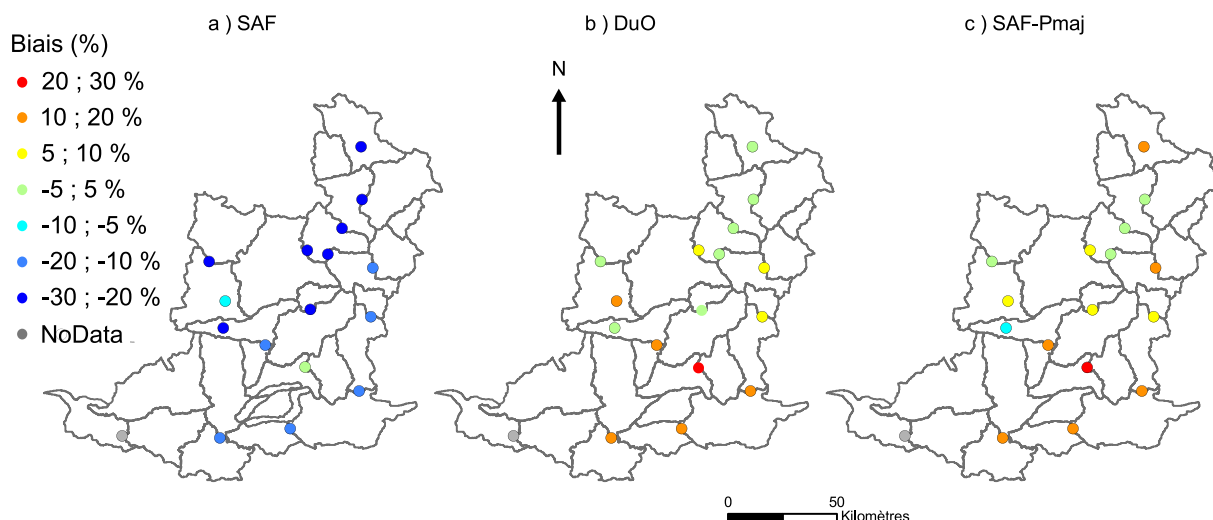 a ) SAF
b ) DuO
c ) SAF-Pmaj
Biais (%)
20 ; 30 %
10 ; 20 %
5 ; 10 %
-5 ; 5 %
-10 ; -5 %
-20 ; -10 %
-30 ; -20 %
NoData
N
0
50
Kilomètres